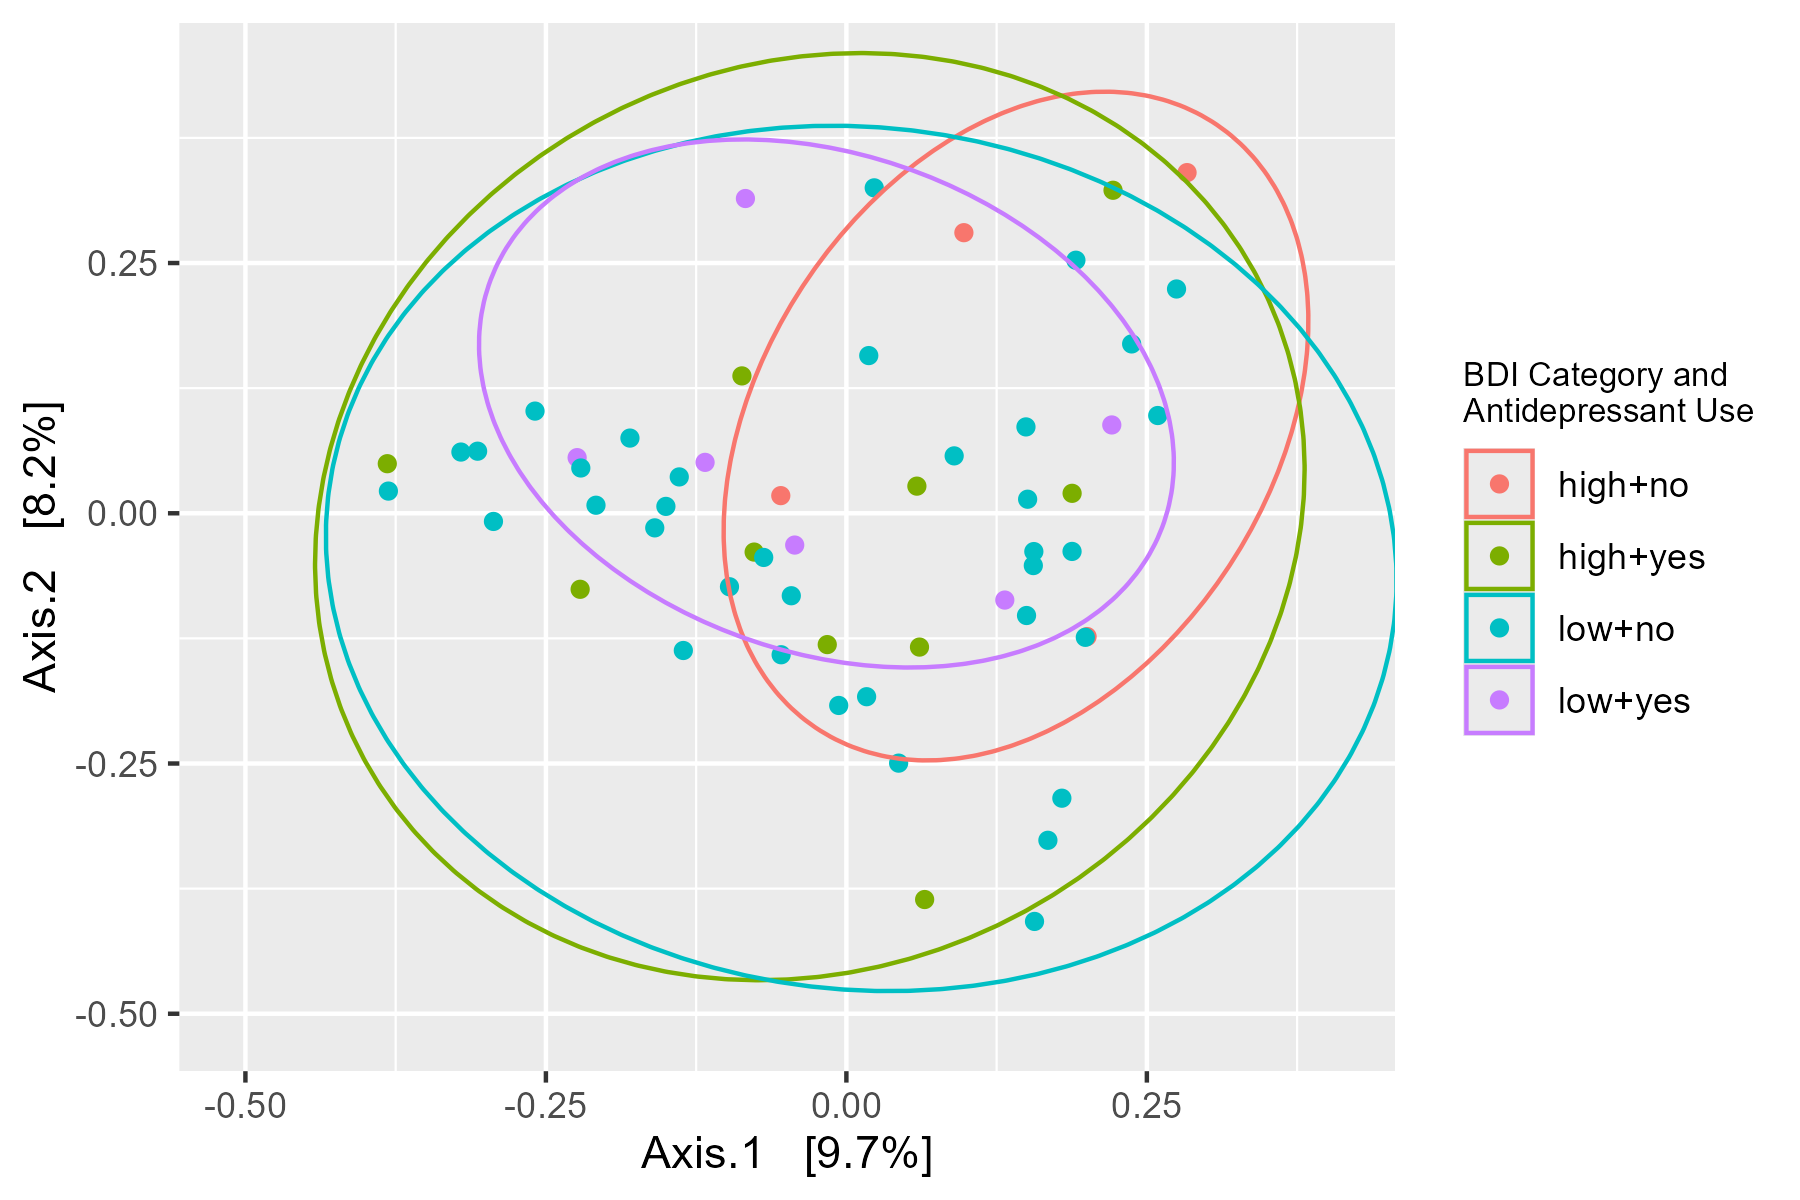 0.25
0.00
-0.25
-0.50
Axis.2 [8.2%]
-0.50
-0.25
0.00
0.25
Axis.1 [9.7%]
BDI Category and
Antidepressant Use
high+no
high+yes
low+no
low+yes